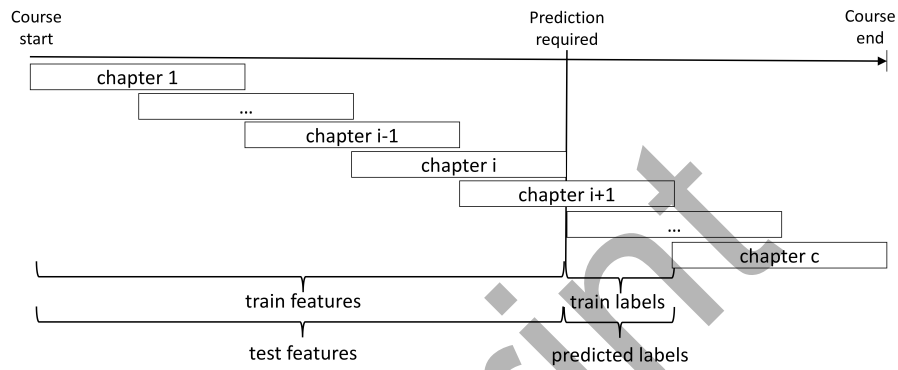 Course
start
Prediction
required
Course
end
chapter 1
...
chapter i-1
chapter i
chapter i+1
...
chapter c
train features
train labels
test features
predicted labels